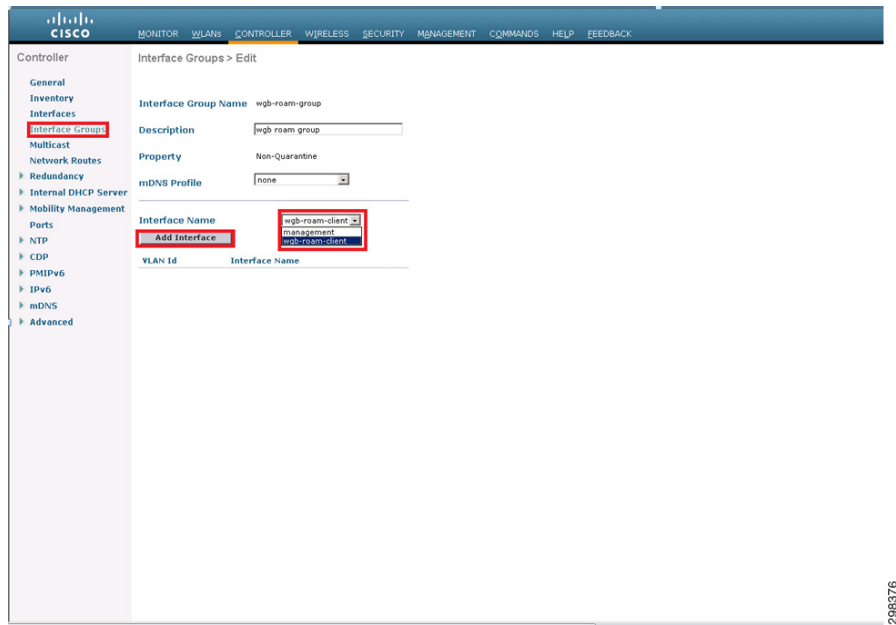 CISCO
MONITOR WLANs CONTROLLER WIRELESS SECURITY MANAGEMENT COMMANDS HELP FEEDBACK
Controller
General
Inventory
Interfaces
Interface Groups
Multicast
Network Routes
Redundancy
Internal DHCP Server
Mobility Management
Ports
NTP
CDP
PMIPv6
IPv6
mDNS
Advanced
Interface Groups > Edit
Interface Group Name wgb-roam-group
Description wgb roam group
Property Non-Quarantine
mDNS Profile none
Interface Name wgb-roam-client
management
wgb-roam-client
Add Interface
VLAN Id Interface Name
298376